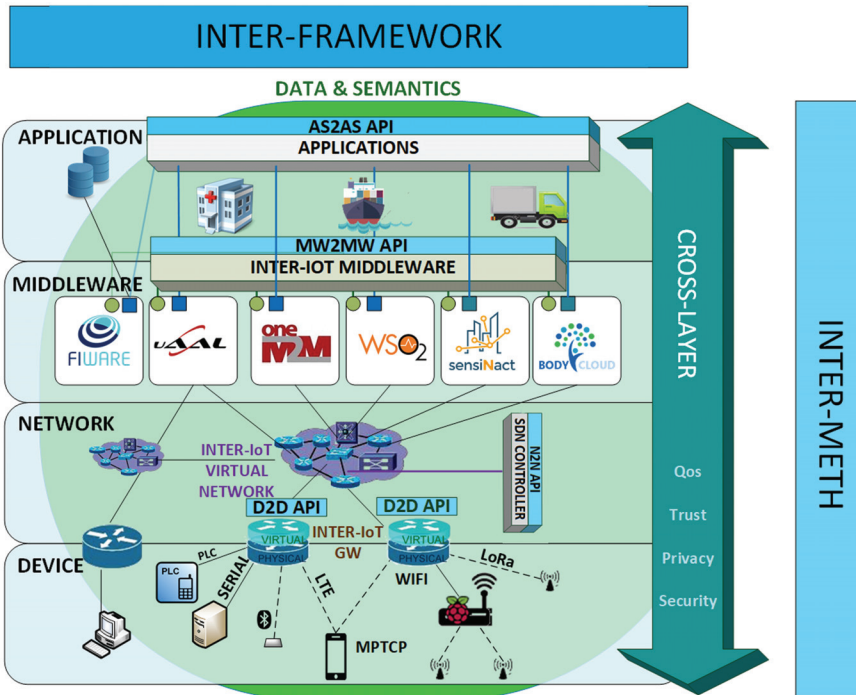 INTER-FRAMEWORK
DATA & SEMANTICS
APPLICATION
AS2AS API
APPLICATIONS
MW2MW API
INTER-IOT MIDDLEWARE
MIDDLEWARE
FIWARE
uAAL
one
M2M
WSO2
sensiNact
BODY CLOUD
NETWORK
INTER-IoT
VIRTUAL
NETWORK
N2N API
SDN CONTROLLER
D2D API
D2D API
VIRTUAL
PHYSICAL
INTER-IoT
GW
VIRTUAL
PHYSICAL
DEVICE
PLC
PLC
SERIAL
LTE
WIFI
LoRa
MPTCP
CROSS-LAYER
Qos
Trust
Privacy
Security
INTER-METH